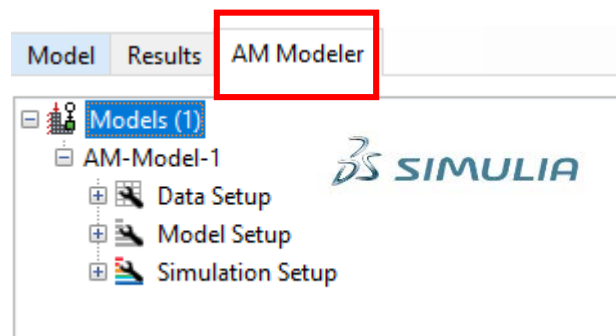 Model Results AM Modeler
Models (1)
AM-Model-1
SIMULIA
Data Setup
Model Setup
Simulation Setup